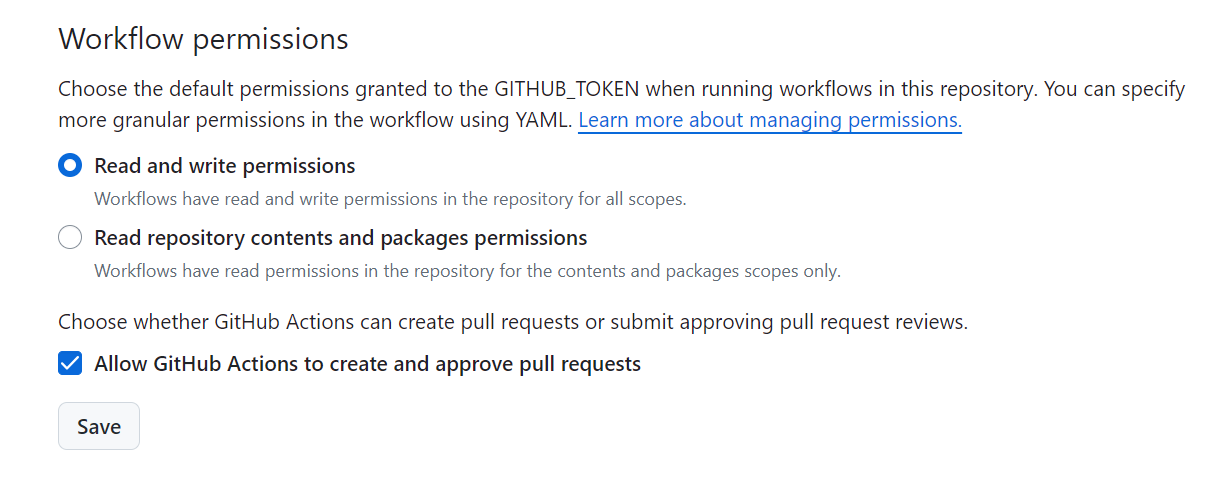 Workflow permissions
Choose the default permissions granted to the GITHUB_TOKEN when running workflows in this repository. You can specify
more granular permissions in the workflow using YAML. Learn more about managing permissions.
Read and write permissions
Workflows have read and write permissions in the repository for all scopes.
Read repository contents and packages permissions
Workflows have read permissions in the repository for the contents and packages scopes only.
Choose whether GitHub Actions can create pull requests or submit approving pull request reviews.
Allow GitHub Actions to create and approve pull requests
Save